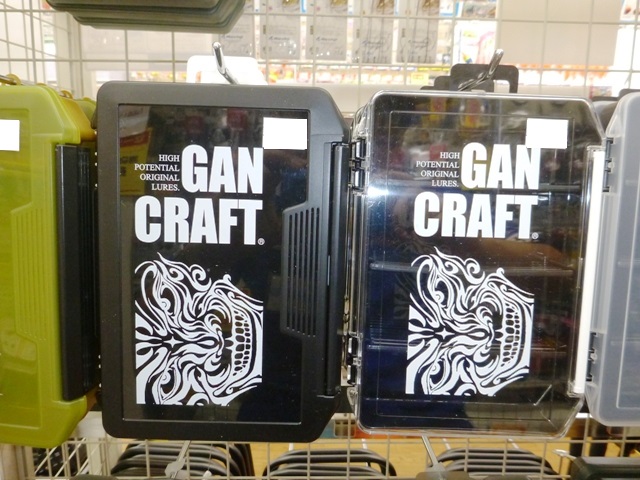 HIGH
POTENTIAL
ORIGINAL
LURES.
GAN
CRAFT®
HIGH
POTENTIAL
ORIGINAL
LURES.
GAN
CRAFT®